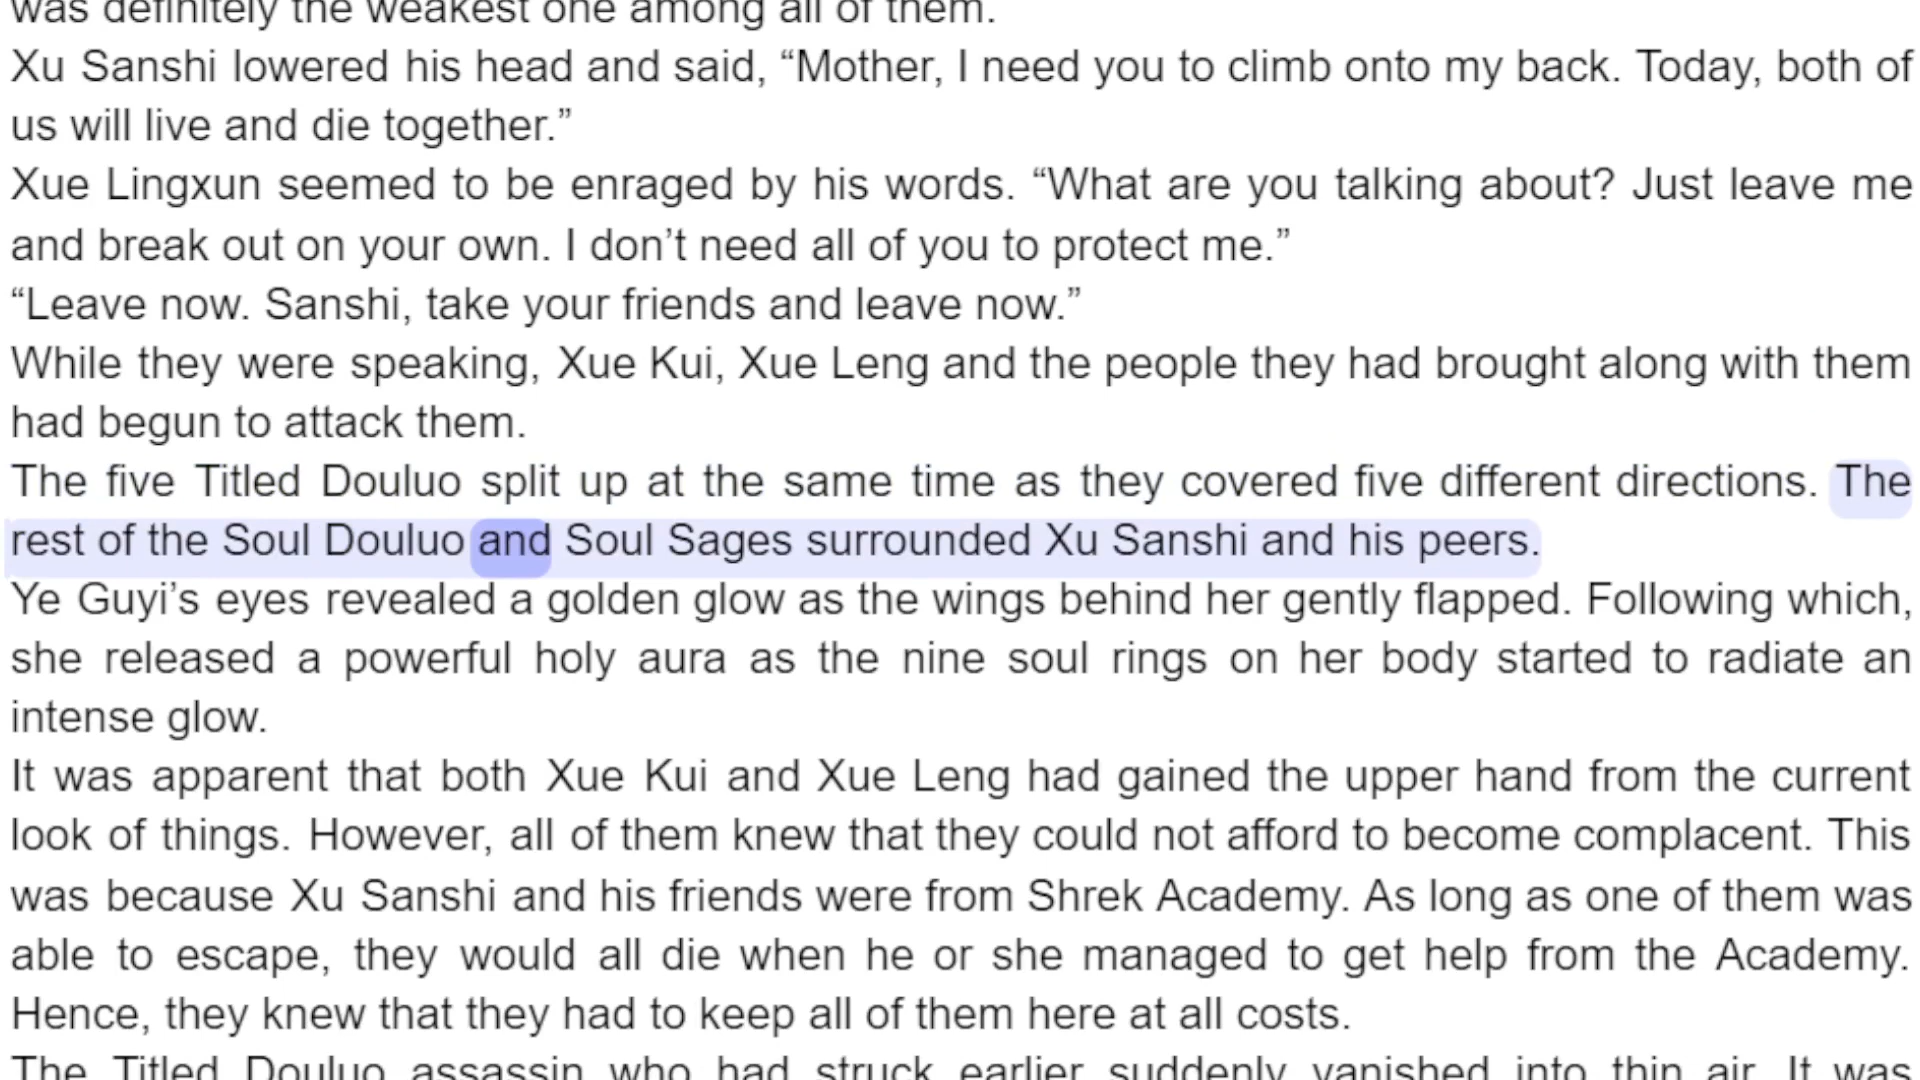 was definitely the weakest one among all of them.
Xu Sanshi lowered his head and said, “Mother, I need you to climb onto my back. Today, both of
us will live and die together.”
Xue Lingxun seemed to be enraged by his words. “What are you talking about? Just leave me
and break out on your own. I don’t need all of you to protect me.”
“Leave now. Sanshi, take your friends and leave now.”
While they were speaking, Xue Kui, Xue Leng and the people they had brought along with them
had begun to attack them.
The five Titled Douluo split up at the same time as they covered five different directions. The
rest of the Soul Douluo and Soul Sages surrounded Xu Sanshi and his peers.
Ye Guyi’s eyes revealed a golden glow as the wings behind her gently flapped. Following which,
she released a powerful holy aura as the nine soul rings on her body started to radiate an
intense glow.
It was apparent that both Xue Kui and Xue Leng had gained the upper hand from the current
look of things. However, all of them knew that they could not afford to become complacent. This
was because Xu Sanshi and his friends were from Shrek Academy. As long as one of them was
able to escape, they would all die when he or she managed to get help from the Academy.
Hence, they knew that they had to keep all of them here at all costs.
The Titled Douluo assassin who had struck earlier suddenly vanished into thin air. It was